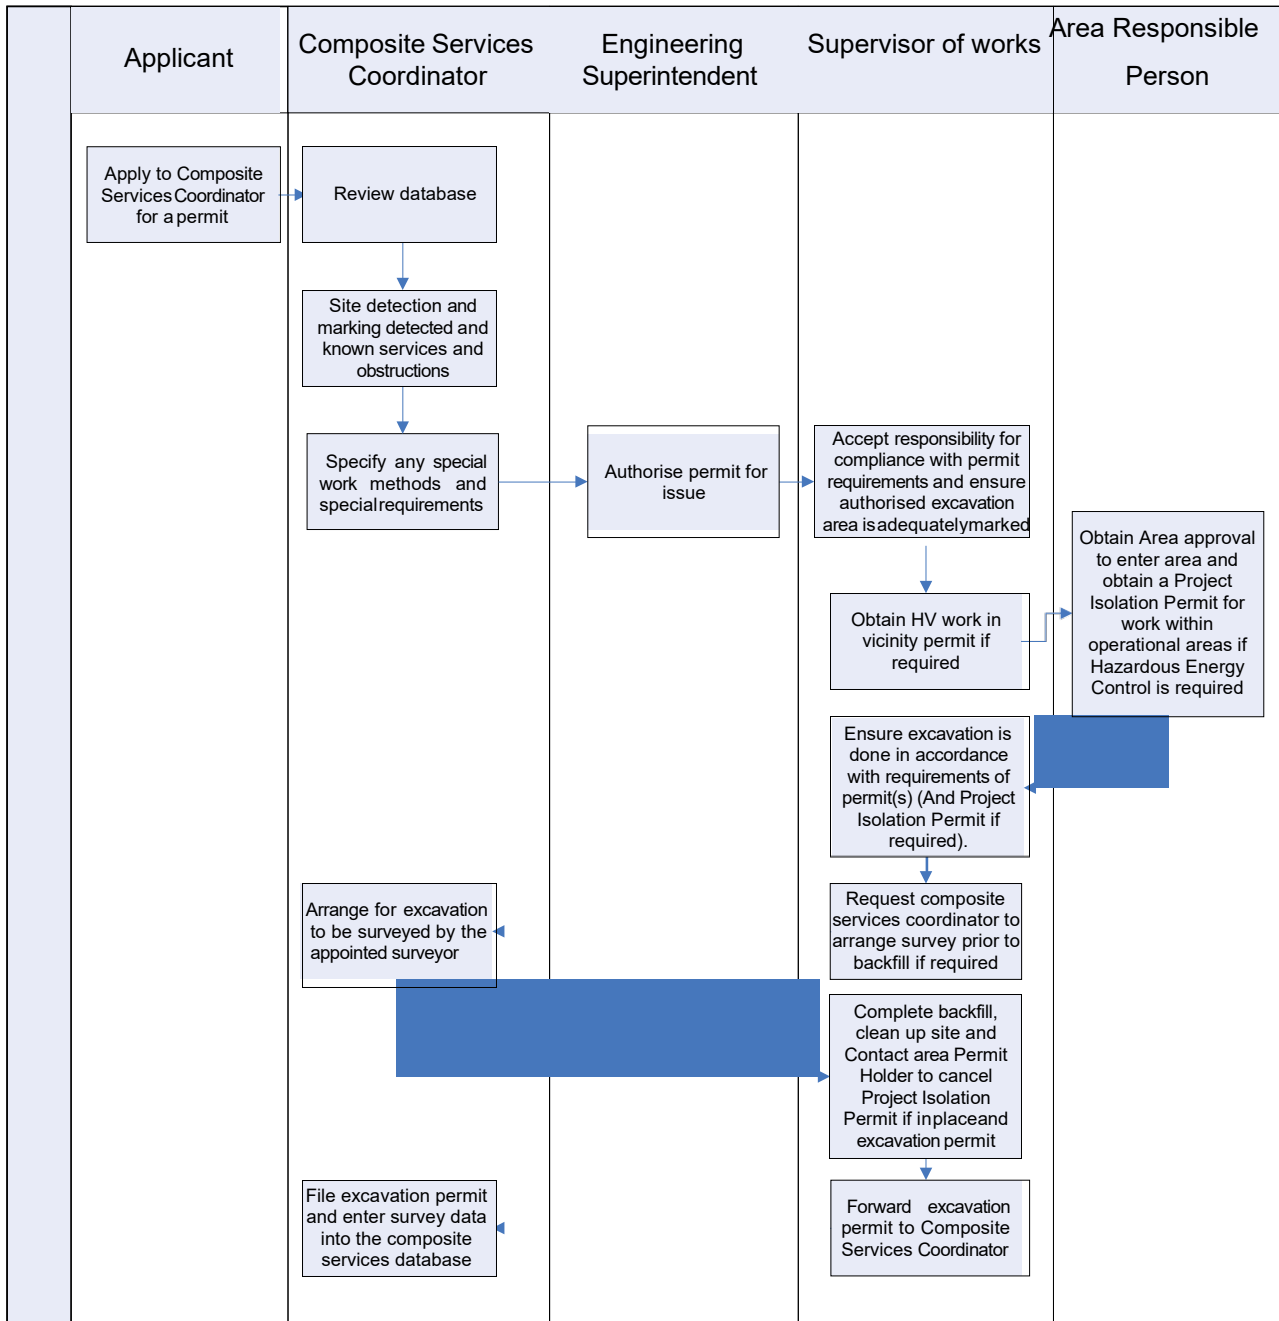 Applicant
Composite Services
Coordinator
Engineering
Superintendent
Supervisor of works
Area Responsible
Person
Apply to Composite
Services Coordinator
for a permit
Review database
Site detection and
marking detected and
known services and
obstructions
Specify any special
work methods and
special requirements
Authorise permit for
issue
Accept responsibility for
compliance with permit
requirements and ensure
authorised excavation
area is adequately marked
Obtain HV work in
vicinity permit if
required
Obtain Area approval
to enter area and
obtain a Project
Isolation Permit for
work within
operational areas if
Hazardous Energy
Control is required
Ensure excavation is
done in accordance
with requirements of
permit(s) (And Project
Isolation Permit if
required).
Request composite
services coordinator to
arrange survey prior to
backfill if required
Arrange for excavation
to be surveyed by the
appointed surveyor
Complete backfill,
clean up site and
Contact area Permit
Holder to cancel
Project Isolation
Permit if inplaceand
excavation permit
Forward excavation
permit to Composite
Services Coordinator
File excavation permit
and enter survey data
into the composite
services database